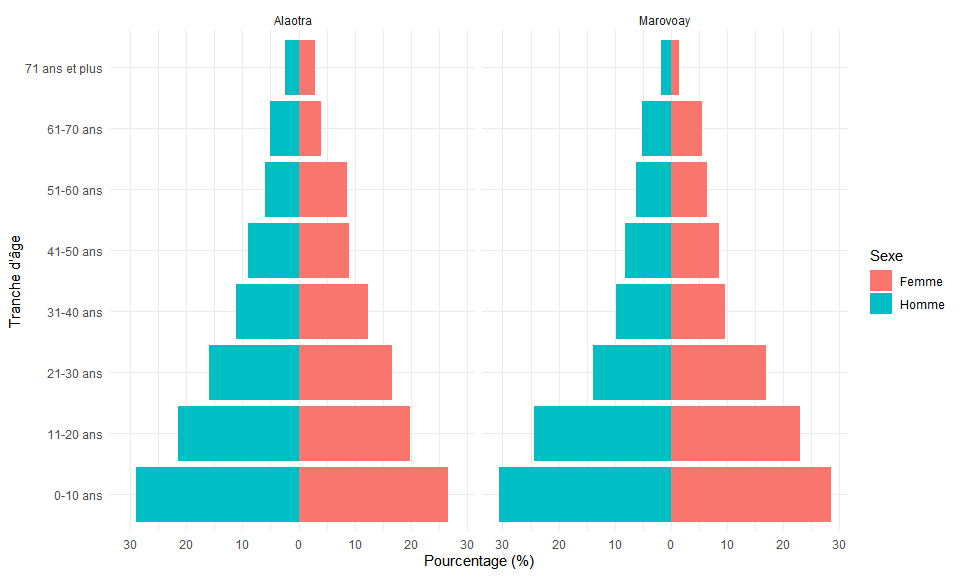 Alaotra
Marovoay
Tranche d'âge
71 ans et plus
61-70 ans
51-60 ans
41-50 ans
31-40 ans
21-30 ans
11-20 ans
0-10 ans
30 20 10 0 10 20 30
30 20 10 0 10 20 30
Pourcentage (%)
Sexe
Femme
Homme